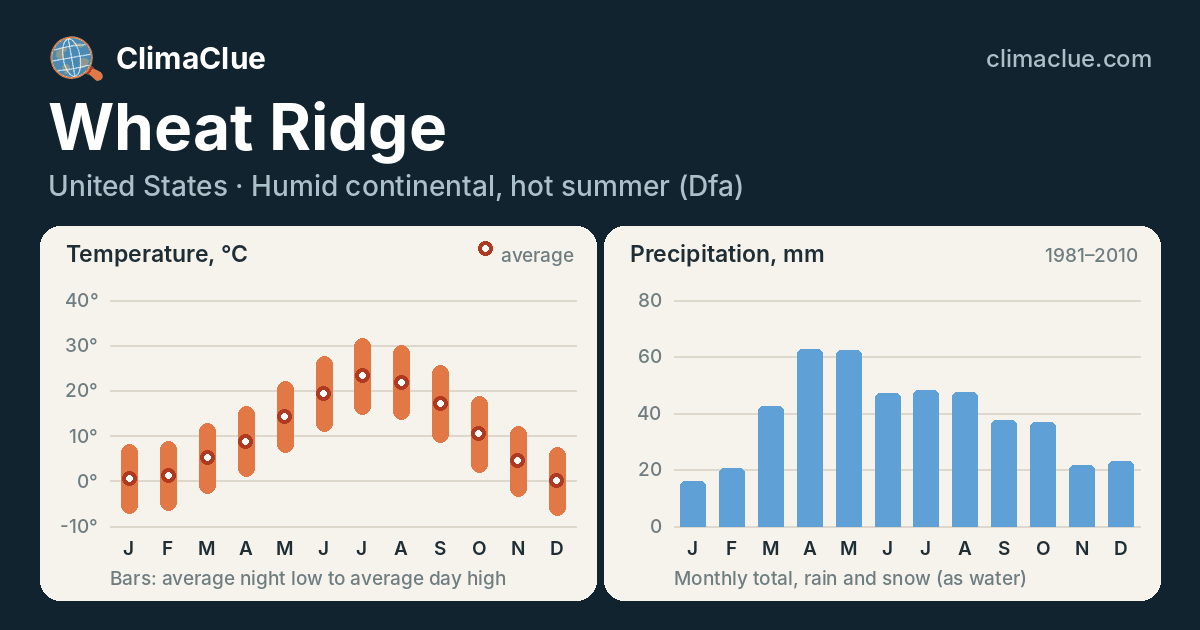 ClimaClue
climaclue.com
Wheat Ridge
United States · Humid continental, hot summer (Dfa)
Temperature, °C
average
40°
30°
20°
10°
0°
-10°
J F M A M J J A S O N D
Bars: average night low to average day high
Precipitation, mm
1981–2010
80
60
40
20
0
J F M A M J J A S O N D
Monthly total, rain and snow (as water)